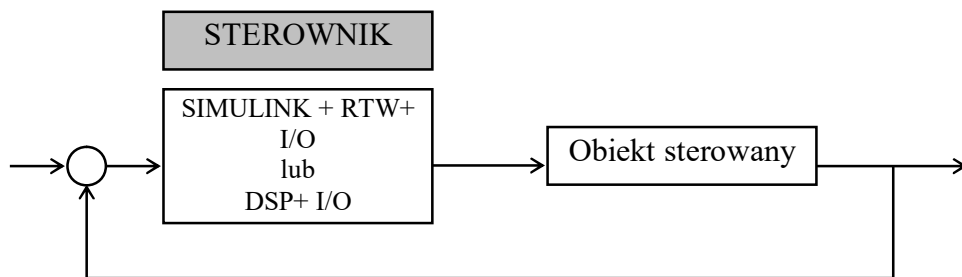 STEROWNIK
SIMULINK + RTW+
I/O
lub
DSP+ I/O
Obiekt sterowany